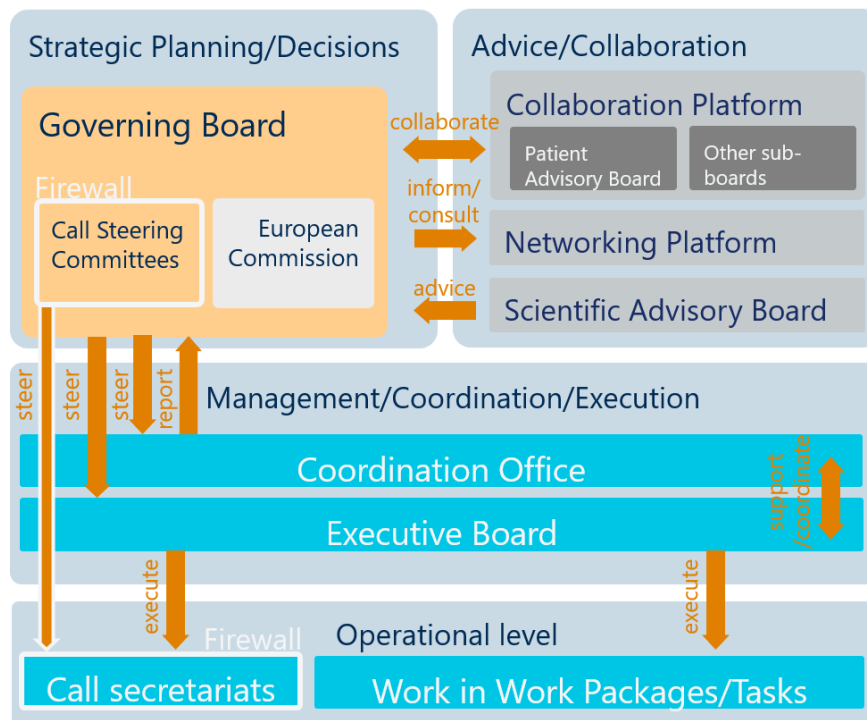 Strategic Planning/Decisions
Governing Board
Firewall
Call Steering
Committees
European
Commission
collaborate
inform/
consult
advice
Advice/Collaboration
Collaboration Platform
Patient
Advisory Board
Other sub-
boards
Networking Platform
Scientific Advisory Board
steer
steer
steer
report
Management/Coordination/Execution
Coordination Office
Executive Board
support
/coordinate
execute
execute
Firewall
Operational level
Call secretariats
Work in Work Packages/Tasks